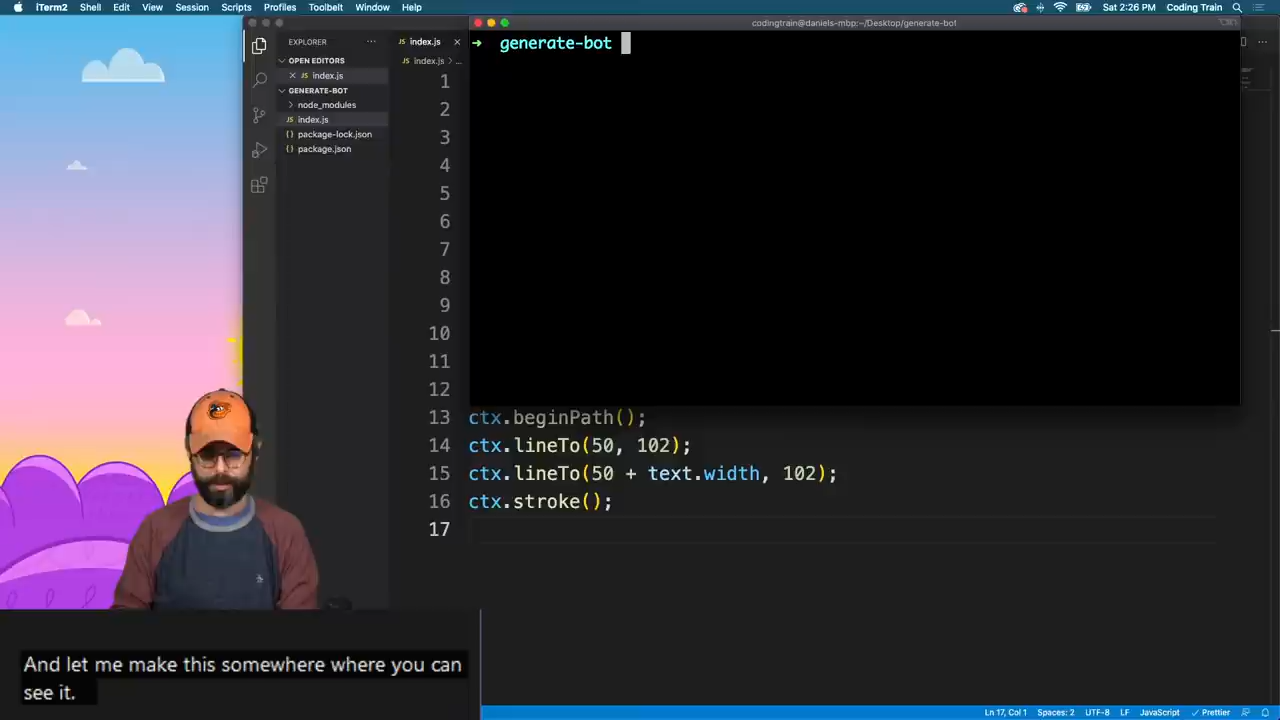 iTerm2 Shell Edit View Session Scripts Profiles Toolbelt Window Help Sat 2:26 PM Coding Train
EXPLORER
OPEN EDITORS
index.js
GENERATE-BOT
node_modules
index.js
package-lock.json
package.json
index.js
index.js > ...
codingtrain@daniels-mbp:~/Desktop/generate-bot
➜ generate-bot
1
2
3
4
5
6
7
8
9
10
11
12
13 ctx.beginPath();
14 ctx.lineTo(50, 102);
15 ctx.lineTo(50 + text.width, 102);
16 ctx.stroke();
17
And let me make this somewhere where you can
see it.
Ln 17, Col 1 Spaces: 2 UTF-8 LF JavaScript Prettier